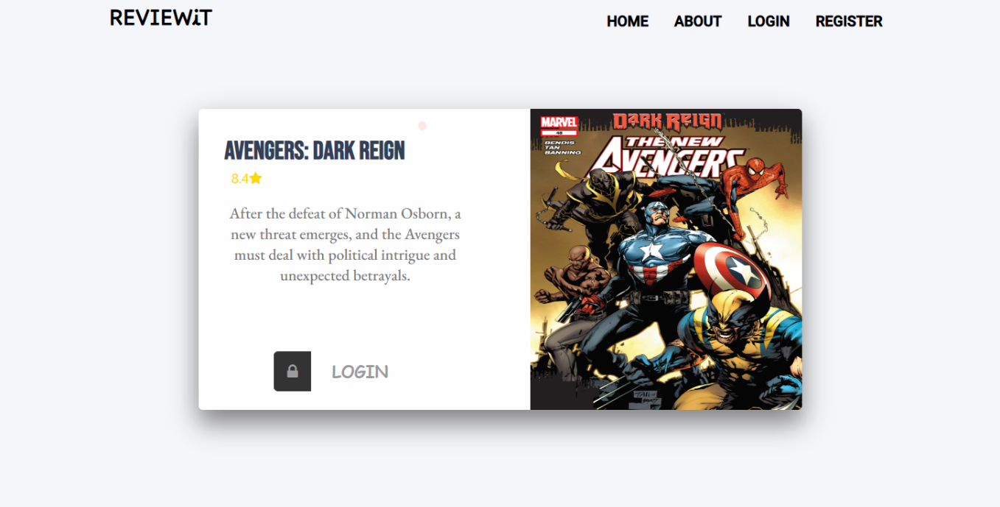 REVIEWiT
HOME ABOUT LOGIN REGISTER
AVENGERS: DARK REIGN
8.4
After the defeat of Norman Osborn, a
new threat emerges, and the Avengers
must deal with political intrigue and
unexpected betrayals.
LOGIN
DARK REIGN
MARVEL
48
BENDIS
TAN
BANNING
THE NEW
AVENGERS
TAN